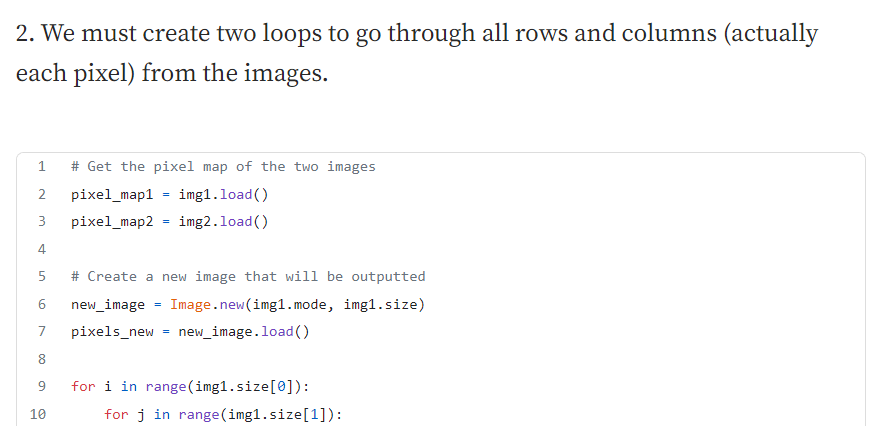 2. We must create two loops to go through all rows and columns (actually
each pixel) from the images.
1 # Get the pixel map of the two images
2 pixel_map1 = img1.load()
3 pixel_map2 = img2.load()
4
5 # Create a new image that will be outputted
6 new_image = Image.new(img1.mode, img1.size)
7 pixels_new = new_image.load()
8
9 for i in range(img1.size[0]):
10     for j in range(img1.size[1]):